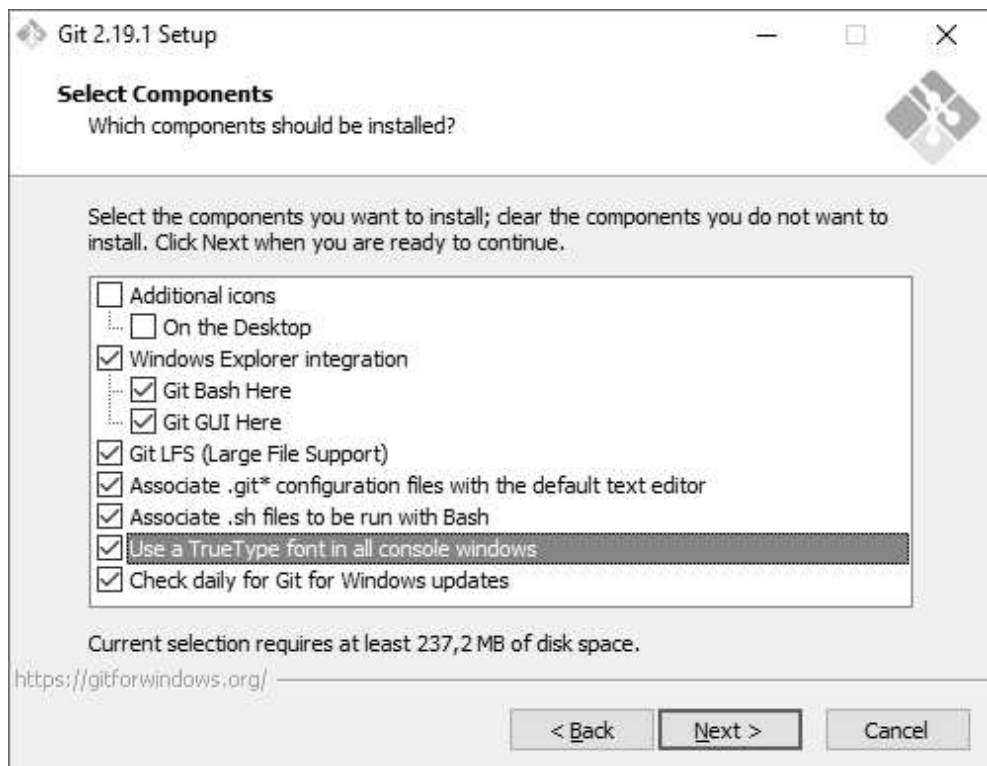 Git 2.19.1 Setup
Select Components
Which components should be installed?
Select the components you want to install; clear the components you do not want to
install. Click Next when you are ready to continue.
Additional icons
On the Desktop
Windows Explorer integration
Git Bash Here
Git GUI Here
Git LFS (Large File Support)
Associate .git* configuration files with the default text editor
Associate .sh files to be run with Bash
Use a TrueType font in all console windows
Check daily for Git for Windows updates
Current selection requires at least 237,2 MB of disk space.
https://gitforwindows.org/
< Back Next > Cancel